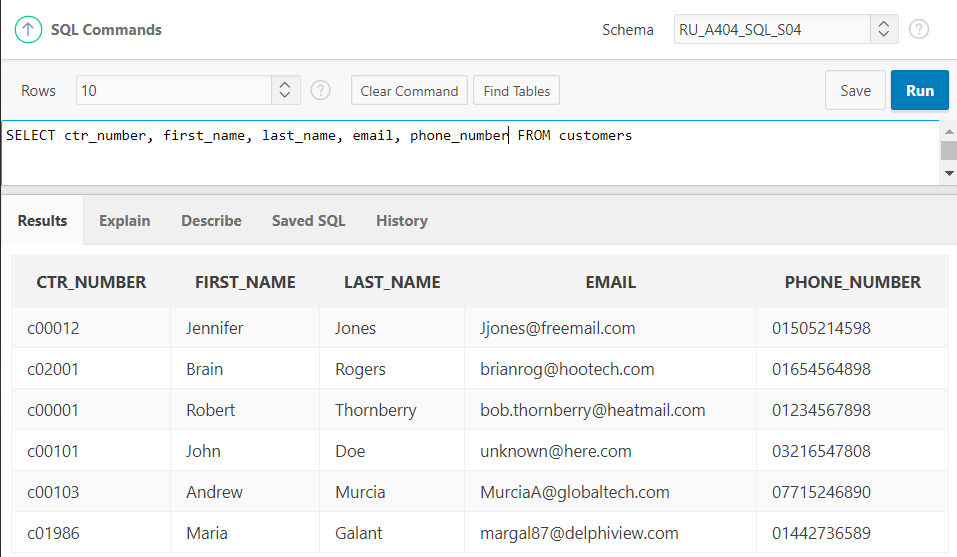 SQL Commands Schema RU_A404_SQL_S04 ?
Rows 10 ? Clear Command Find Tables Save Run
SELECT ctr_number, first_name, last_name, email, phone_number FROM customers
Results Explain Describe Saved SQL History
CTR_NUMBER FIRST_NAME LAST_NAME EMAIL PHONE_NUMBER
c00012 Jennifer Jones Jjones@freemail.com 01505214598
c02001 Brain Rogers brianrog@hootech.com 01654564898
c00001 Robert Thornberry bob.thornberry@heatmail.com 01234567898
c00101 John Doe unknown@here.com 03216547808
c00103 Andrew Murcia MurciaA@globaltech.com 07715246890
c01986 Maria Galant margal87@delphiview.com 01442736589